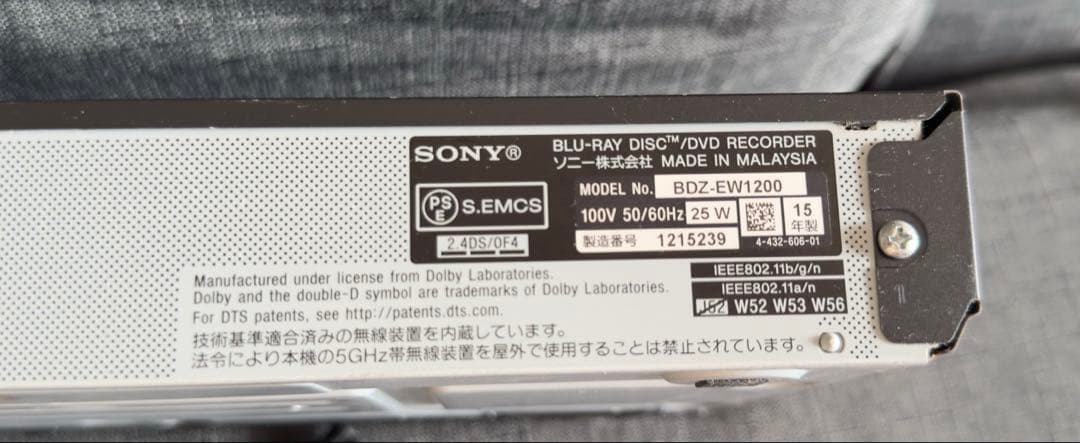 SONY®
BLU-RAY DISC™/DVD RECORDER
ソニー株式会社 MADE IN MALAYSIA
MODEL No. BDZ-EW1200
PS
E
S.EMCS
100V 50/60Hz 25 W
15
年製
2.4DS/OF4
製造番号 1215239
4-432-606-01
IEEE802.11b/g/n
IEEE802.11a/n
J52 W52 W53 W56
Manufactured under license from Dolby Laboratories.
Dolby and the double-D symbol are trademarks of Dolby Laboratories.
For DTS patents, see http://patents.dts.com.
技術基準適合済みの無線装置を内蔵しています。
法令により本機の5GHz帯無線装置を屋外で使用することは禁止されています。
1